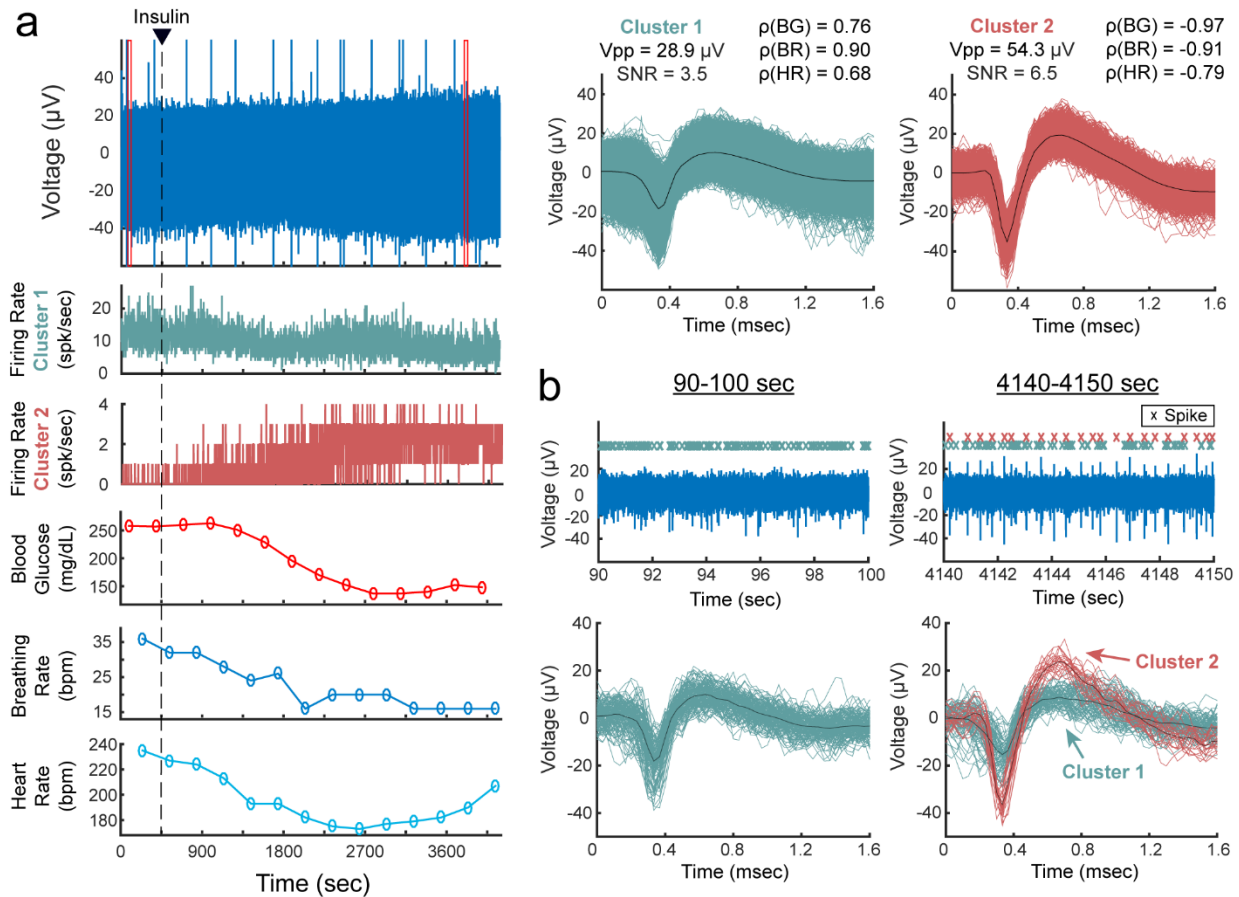 a
Insulin
Voltage (μV)
40
20
0
-20
-40
Firing Rate
Cluster 1
(spk/sec)
20
10
0
Firing Rate
Cluster 2
(spk/sec)
4
2
0
Blood
Glucose
(mg/dL)
250
200
150
Breathing
Rate
(bpm)
35
25
15
Heart
Rate
(bpm)
240
220
200
180
160
0 900 1800 2700 3600
Time (sec)
Cluster 1
Vpp = 28.9 μV
SNR = 3.5
ρ(BG) = 0.76
ρ(BR) = 0.90
ρ(HR) = 0.68
Voltage (μV)
40
20
0
-20
-40
0 0.4 0.8 1.2 1.6
Time (msec)
Cluster 2
Vpp = 54.3 μV
SNR = 6.5
ρ(BG) = -0.97
ρ(BR) = -0.91
ρ(HR) = -0.79
Voltage (μV)
40
20
0
-20
-40
0 0.4 0.8 1.2 1.6
Time (msec)
b
90-100 sec
Voltage (μV)
20
0
-20
-40
90 92 94 96 98 100
Time (sec)
4140-4150 sec
x Spike
Voltage (μV)
20
0
-20
-40
4140 4142 4144 4146 4148 4150
Time (sec)
Voltage (μV)
40
20
0
-20
-40
0 0.4 0.8 1.2 1.6
Time (msec)
Voltage (μV)
40
20
0
-20
-40
Cluster 2
Cluster 1
0 0.4 0.8 1.2 1.6
Time (msec)